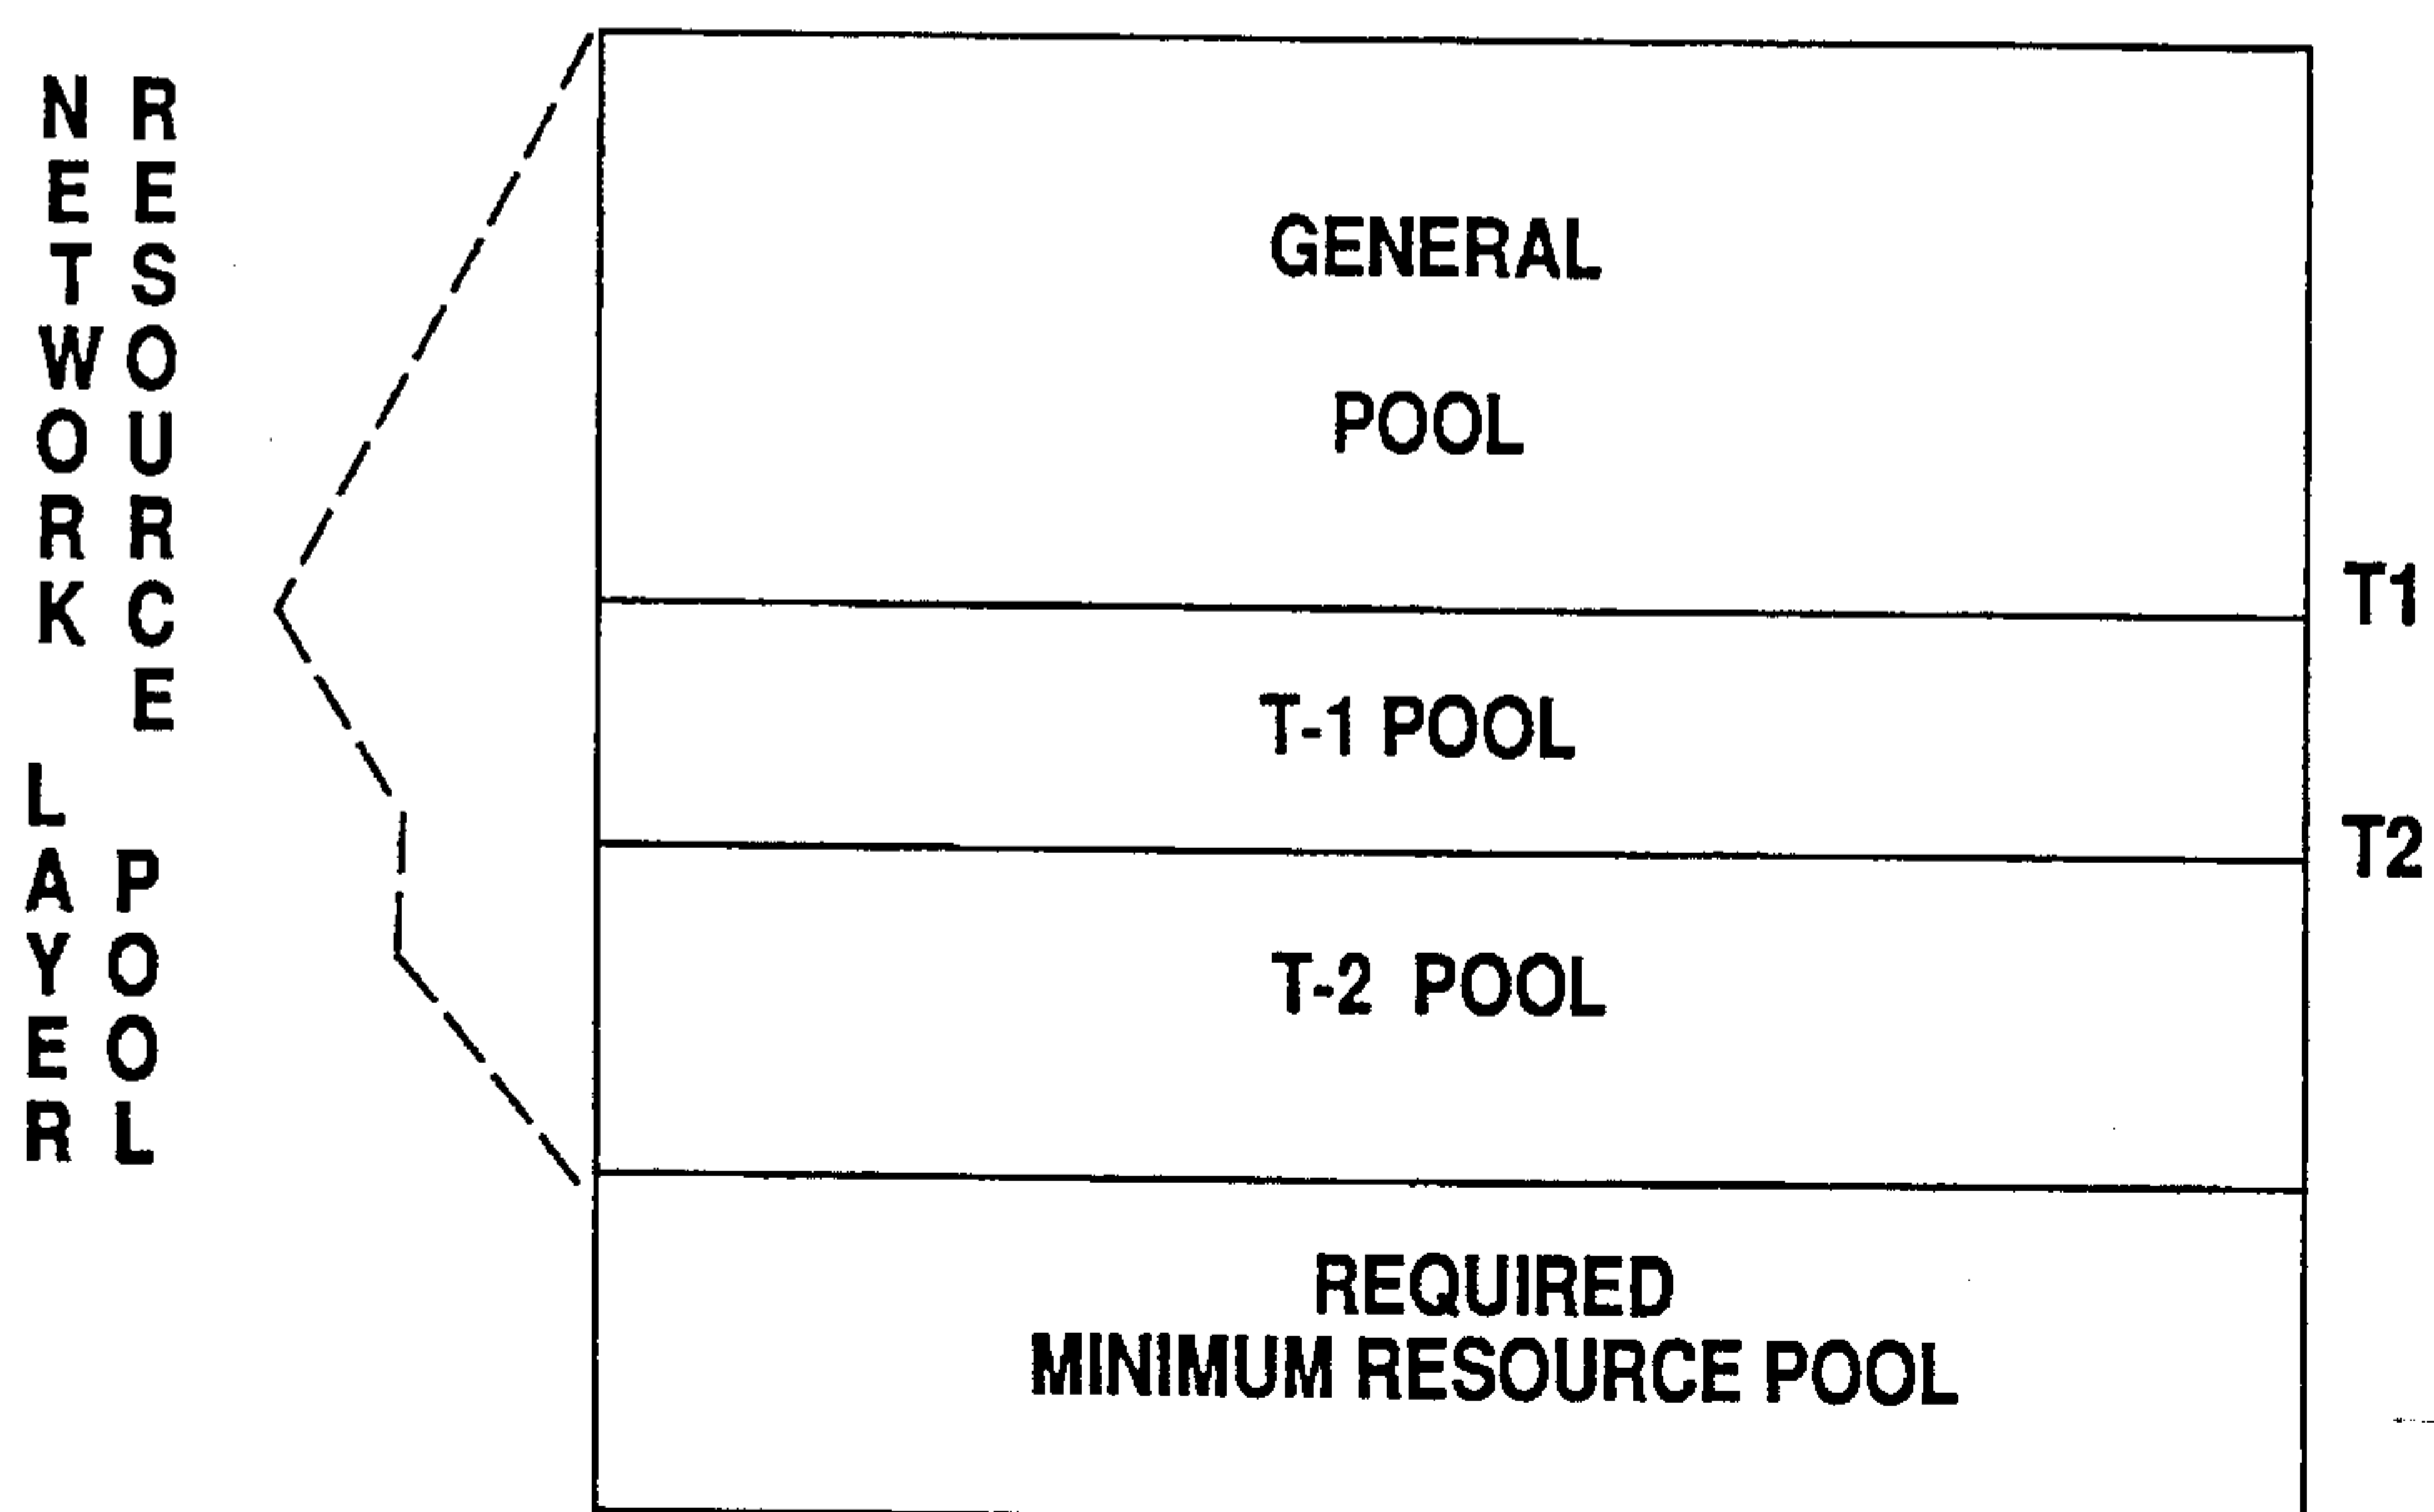 NETWORK LAYER
RESOURCE POOL
GENERAL
POOL
T1
T-1 POOL
T2
T-2 POOL
REQUIRED
MINIMUM RESOURCE POOL